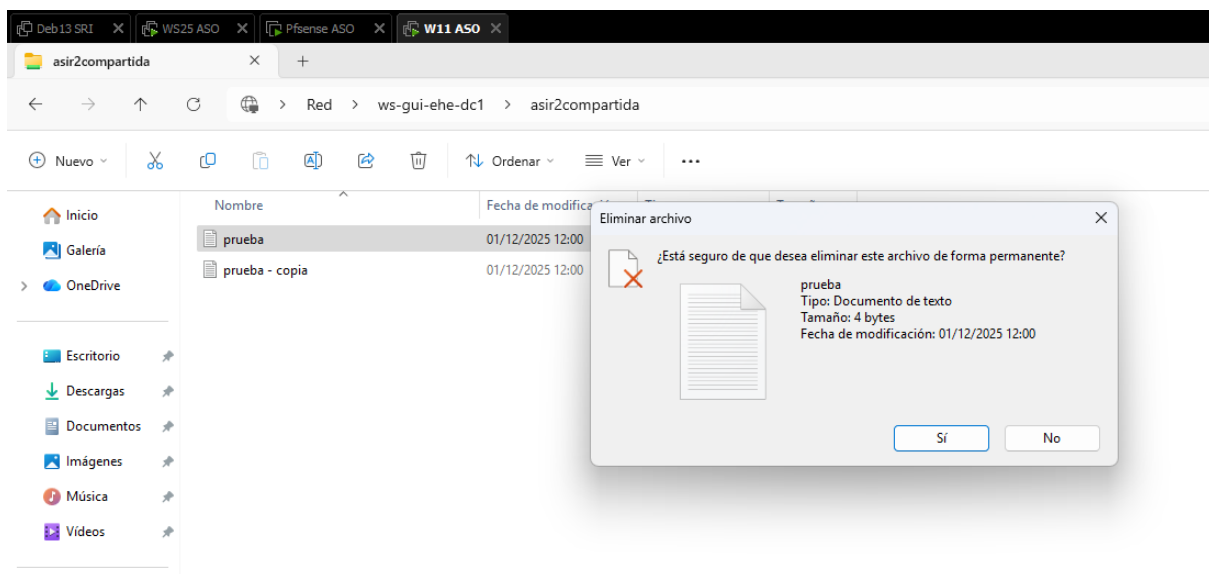 Deb13 SRI WS25 ASO Pfsense ASO W11 ASO
asir2compartida
Red > ws-gui-ehe-dc1 > asir2compartida
Nuevo Ordenar Ver
Nombre Fecha de modifica
Inicio
Galería
OneDrive
Escritorio
Descargas
Documentos
Imágenes
Música
Vídeos
prueba 01/12/2025 12:00
prueba - copia 01/12/2025 12:00
Eliminar archivo
¿Está seguro de que desea eliminar este archivo de forma permanente?
prueba
Tipo: Documento de texto
Tamaño: 4 bytes
Fecha de modificación: 01/12/2025 12:00
Sí No